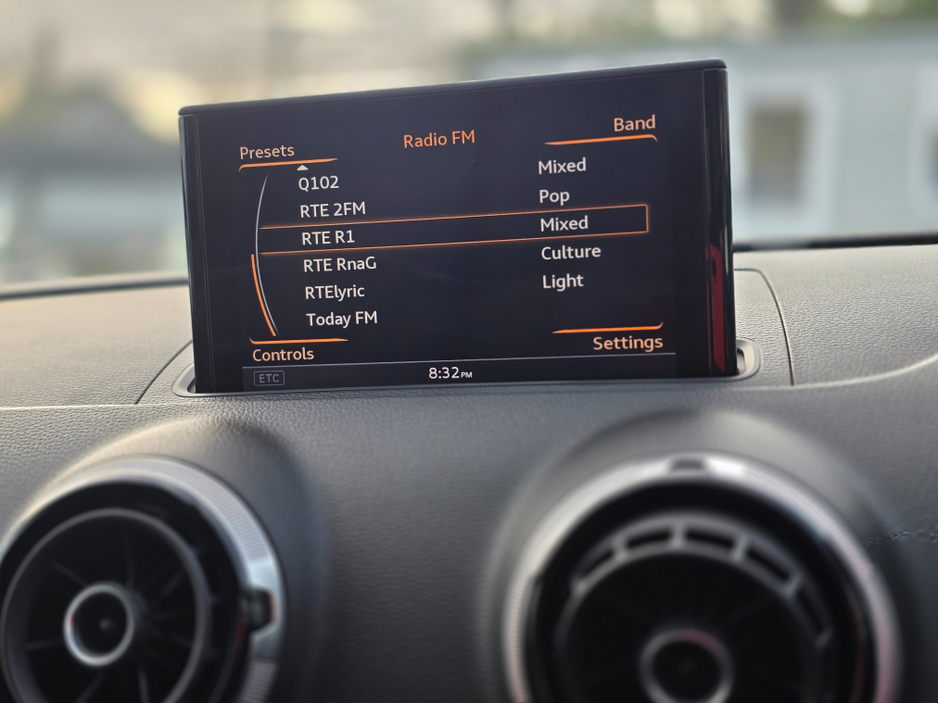 Radio FM
Presets
Band
Q102 Mixed
RTE 2FM Pop
RTE R1 Mixed
RTE RnaG Culture
RTElyric Light
Today FM
Controls
Settings
ETC 8:32PM